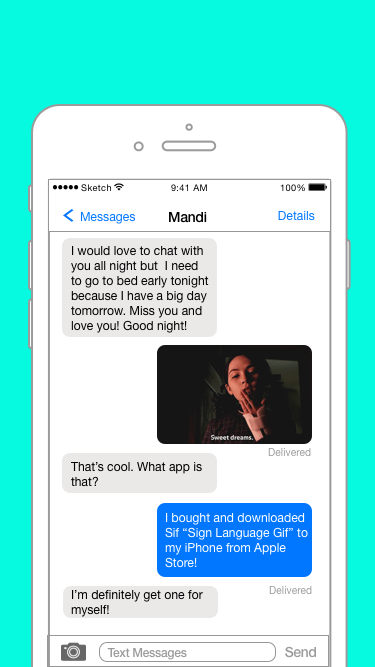 Sketch 9:41 AM 100%
Messages Mandi Details
I would love to chat with
you all night but I need
to go to bed early tonight
because I have a big day
tomorrow. Miss you and
love you! Good night!
Sweet dreams.
Delivered
That’s cool. What app is
that?
I bought and downloaded
Sif “Sign Language Gif” to
my iPhone from Apple
Store!
Delivered
I’m definitely get one for
myself!
Text Messages Send